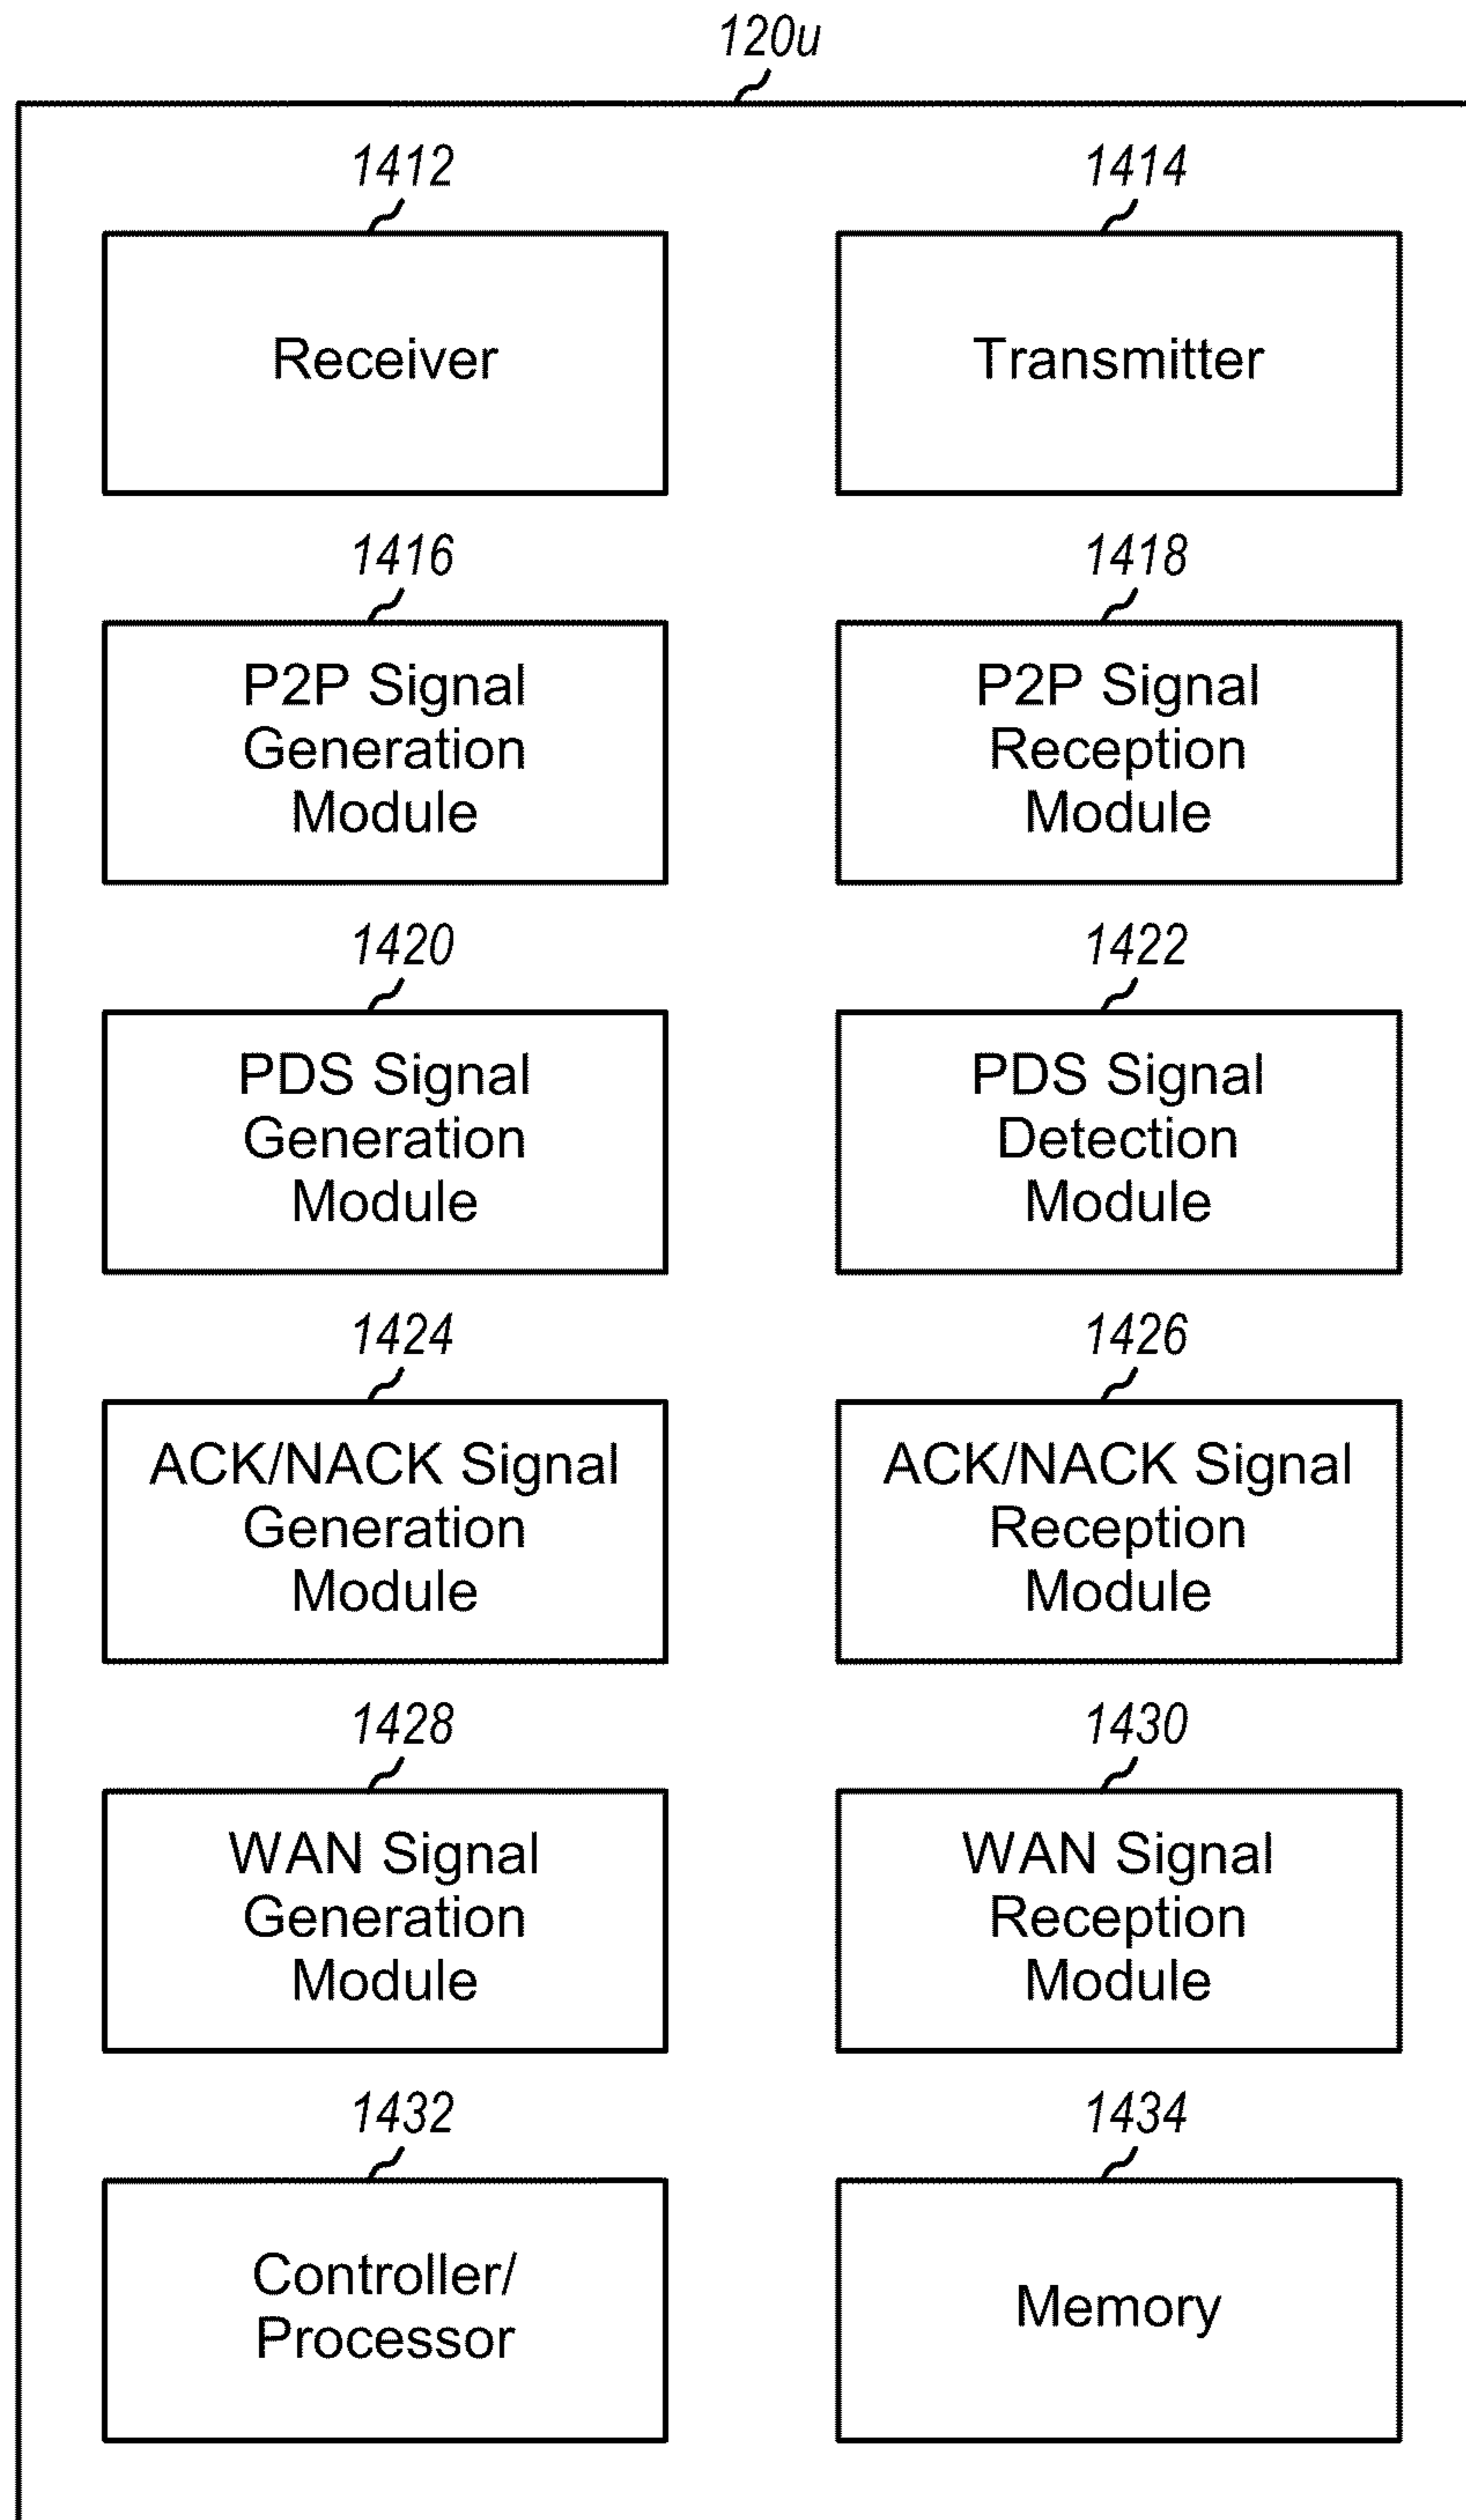 120u
1412
1414
Receiver
Transmitter
1416
1418
P2P Signal
Generation
Module
P2P Signal
Reception
Module
1420
1422
PDS Signal
Generation
Module
PDS Signal
Detection
Module
1424
1426
ACK/NACK Signal
Generation
Module
ACK/NACK Signal
Reception
Module
1428
1430
WAN Signal
Generation
Module
WAN Signal
Reception
Module
1432
1434
Controller/
Processor
Memory